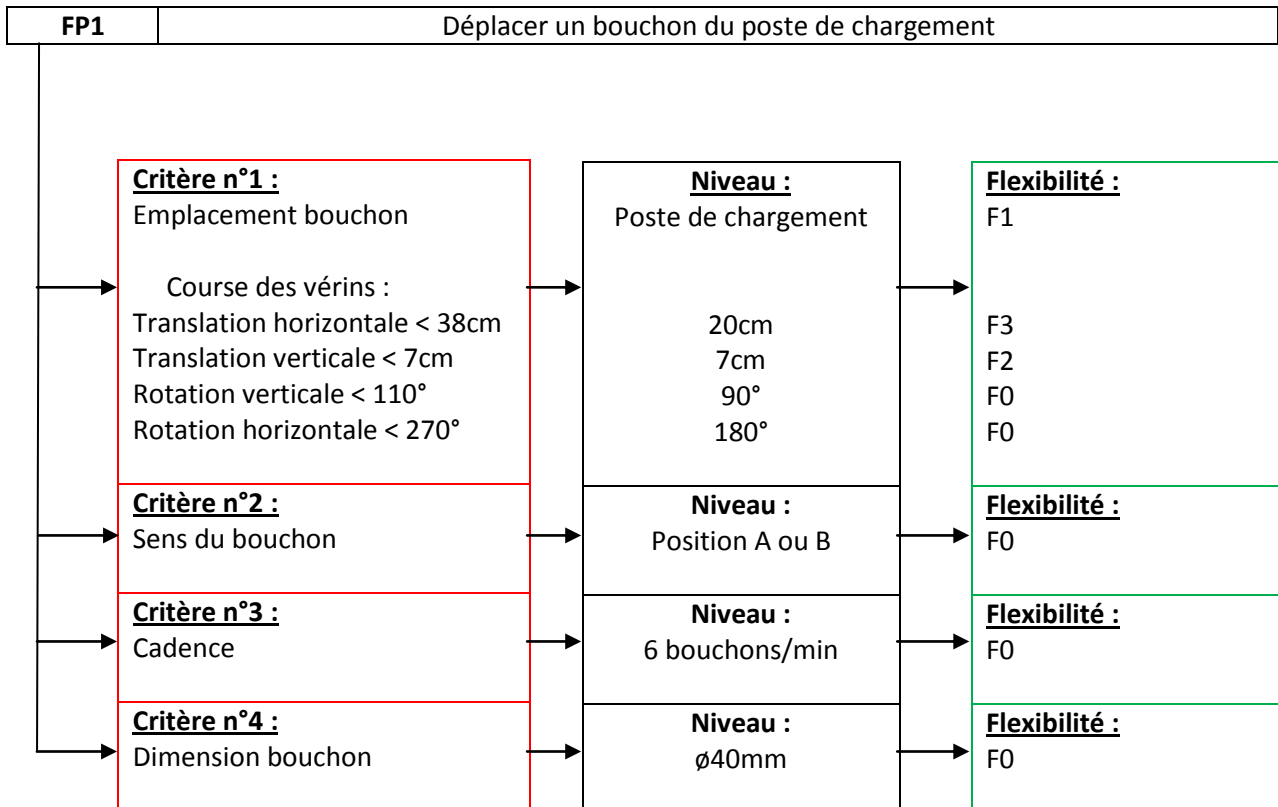 FP1 Déplacer un bouchon du poste de chargement
Critère n°1 :
Emplacement bouchon
Course des vérins :
Translation horizontale < 38cm
Translation verticale < 7cm
Rotation verticale < 110°
Rotation horizontale < 270°
Niveau :
Poste de chargement
20cm
7cm
90°
180°
Flexibilité :
F1
F3
F2
F0
F0
Critère n°2 :
Sens du bouchon
Niveau :
Position A ou B
Flexibilité :
F0
Critère n°3 :
Cadence
Niveau :
6 bouchons/min
Flexibilité :
F0
Critère n°4 :
Dimension bouchon
Niveau :
ø40mm
Flexibilité :
F0